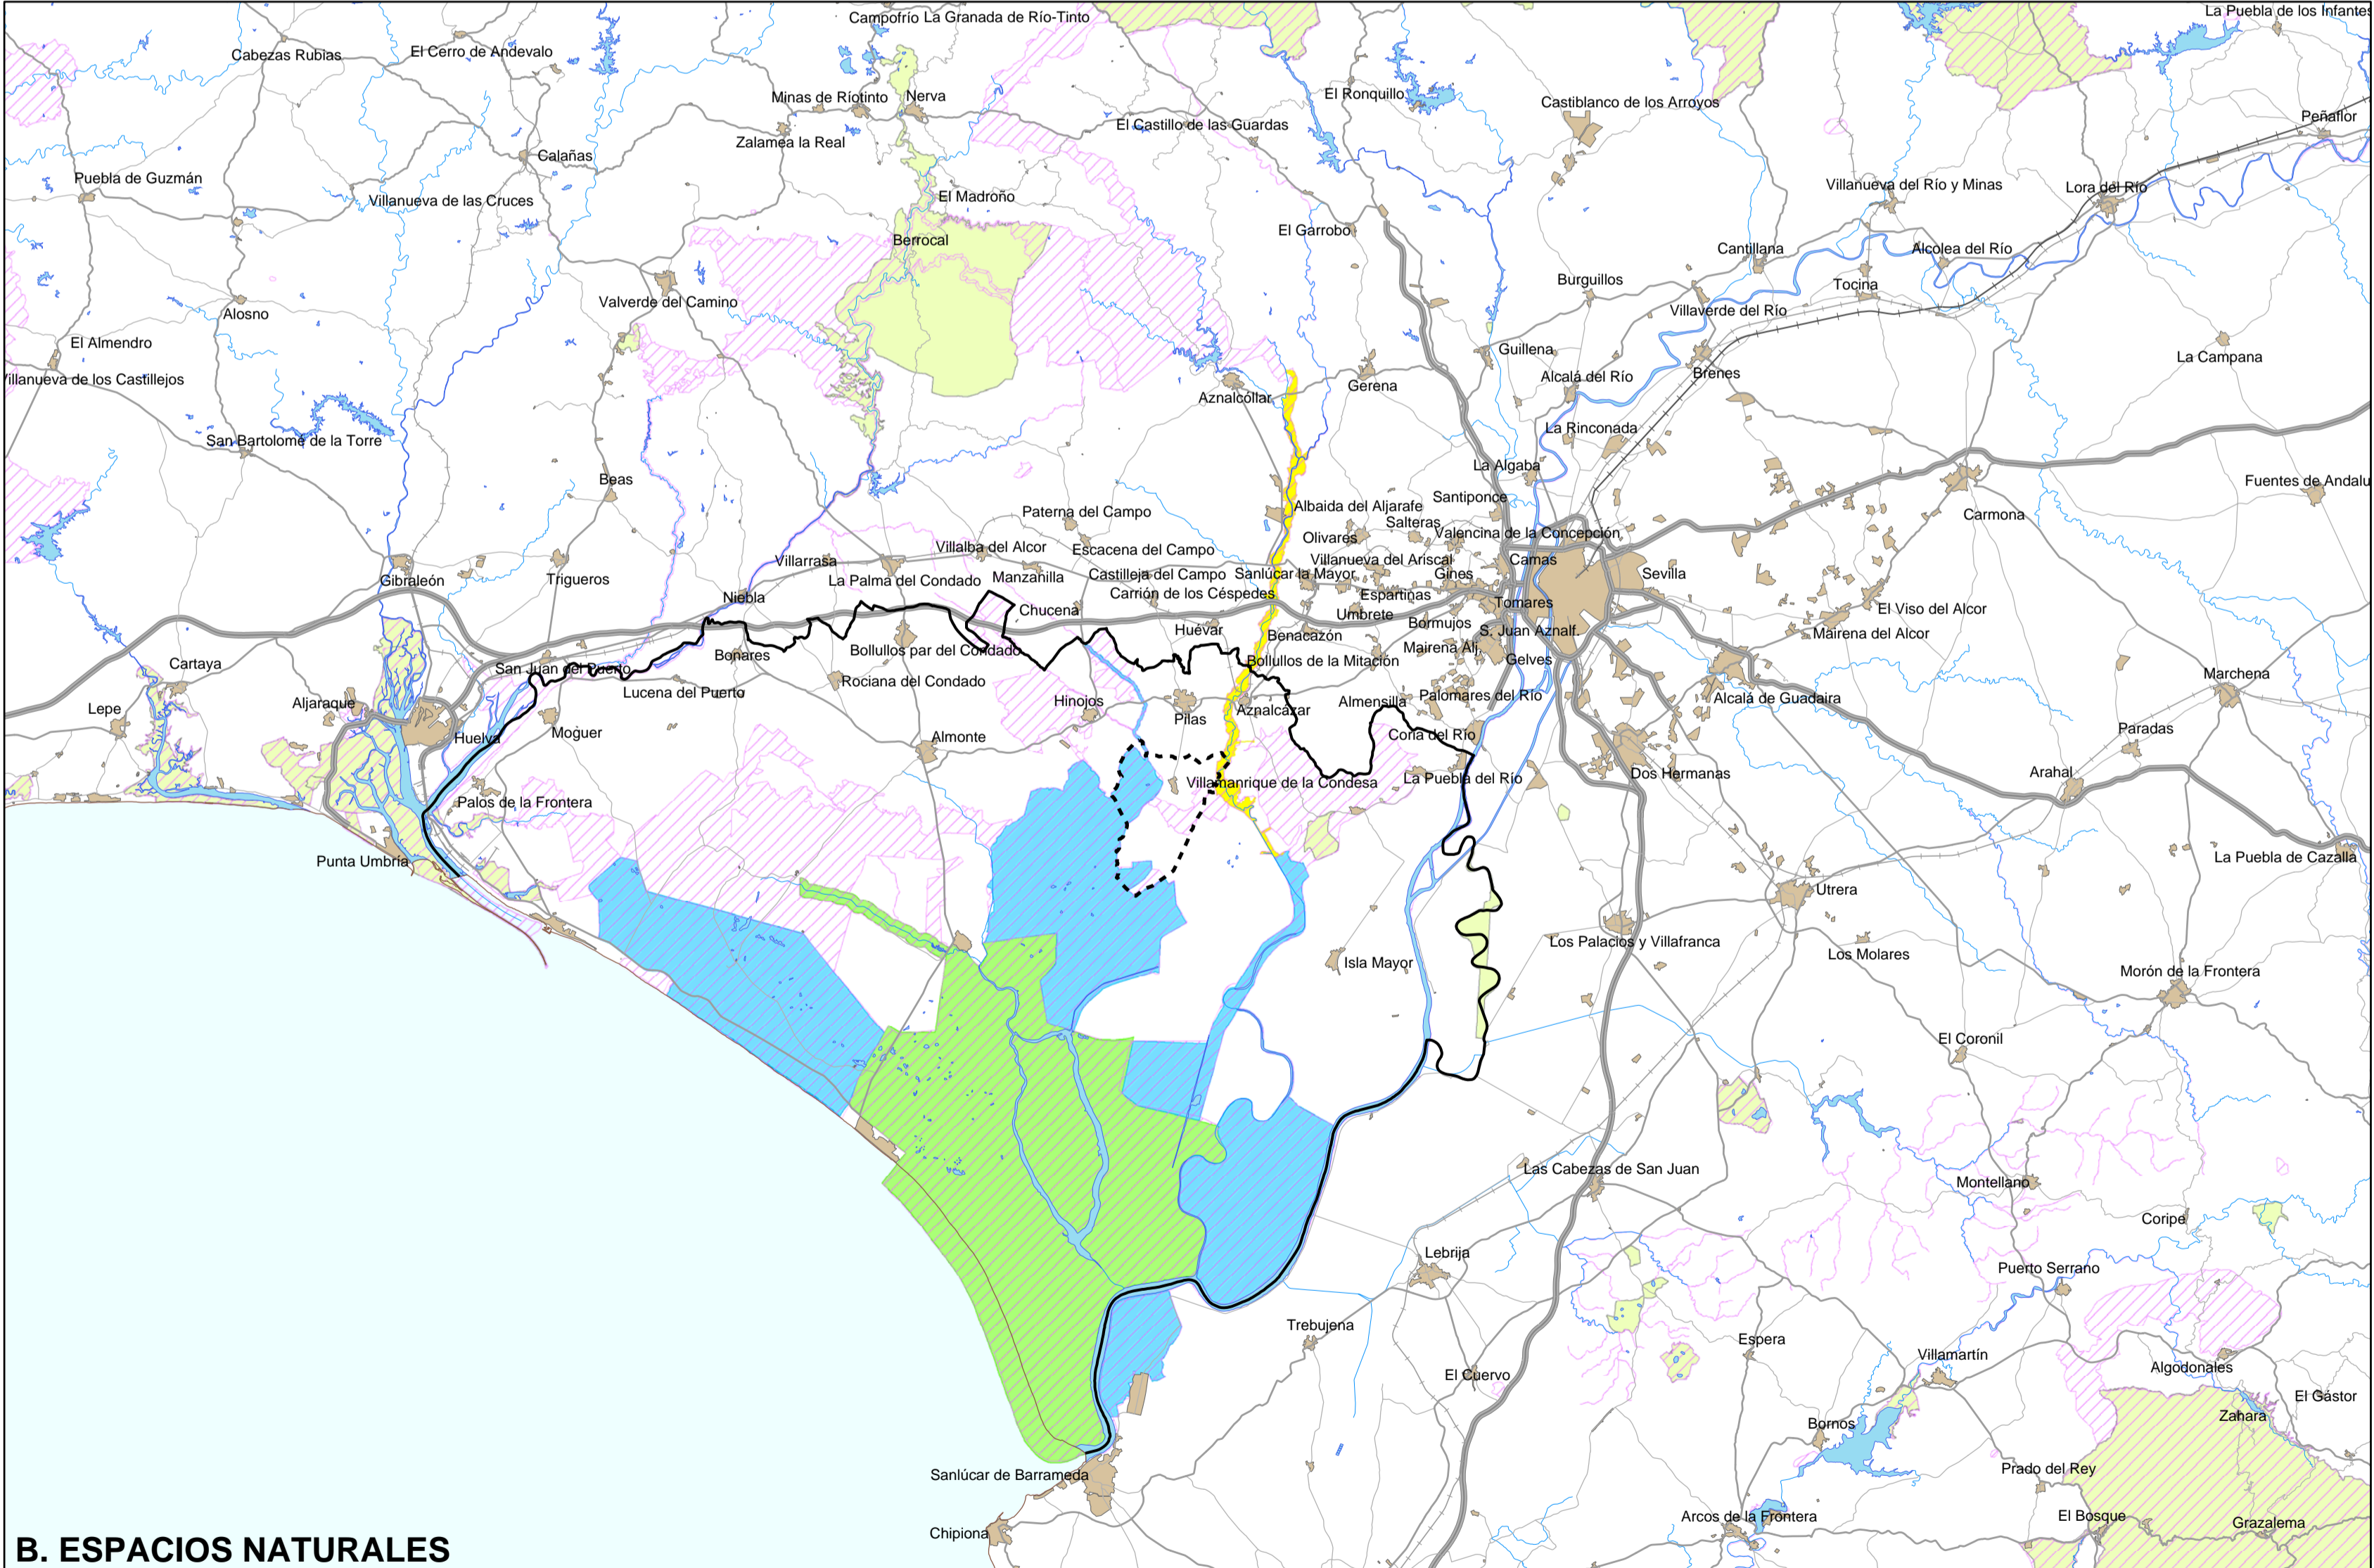 Campofrío
La Granada de Río-Tinto
La Puebla de los Infantes
Cabezas Rubias
El Cerro de Andevalo
El Ronquillo
Minas de Ríotinto
Nerva
Castiblanco de los Arroyos
Peñaflor
El Castillo de las Guardas
Zalamea la Real
Calañas
Puebla de Guzmán
Villanueva del Río y Minas
Lora del Río
Villanueva de las Cruces
El Madroño
El Garrobo
Berrocal
Cantillana
Alcolea del Río
Burguillos
Tocina
Valverde del Camino
Alosno
Villaverde del Río
El Almendro
Guillena
La Campana
Villanueva de los Castillejos
Alcalá del Río
Brenes
Gerena
Aznalcóllar
San Bartolomé de la Torre
La Rinconada
La Algaba
Beas
Fuentes de Andalu
Santiponce
Albaida del Aljarafe
Paterna del Campo
Carmona
Salteras
Olivares
Valencina de la Concepción
Villalba del Alcor
Escacena del Campo
Villarrasa
Villanueva del Ariscal
Camas
Gibraleón
Trigueros
La Palma del Condado
Manzanilla
Castilleja del Campo
Sanlúcar la Mayor
Gines
Sevilla
Niebla
Carrión de los Céspedes
Espartinas
Tomares
Chucena
Umbrete
El Viso del Alcor
Huévar
Benacazón
Bormujos
S. Juan Aznalf.
Mairena del Alcor
Bollullos par del Condado
Mairena Alj.
Bonares
Cartaya
San Juan del Puerto
Bollullos de la Mitación
Gelves
Rociana del Condado
Marchena
Lucena del Puerto
Palomares del Río
Alcalá de Guadaira
Aljaraque
Hinojos
Almensilla
Lepe
Pilas
Aznalcázar
Moguer
Huelva
Almonte
Coria del Río
Paradas
Arahal
Dos Hermanas
La Puebla del Río
Villamanrique de la Condesa
Palos de la Frontera
Punta Umbría
La Puebla de Cazalla
Utrera
Los Palacios y Villafranca
Los Molares
Isla Mayor
Morón de la Frontera
El Coronil
Las Cabezas de San Juan
Montellano
Coripe
Lebrija
Puerto Serrano
Trebujena
Espera
Villamartín
Algodonales
El Cuervo
El Gastor
Zahara
Bornos
Prado del Rey
Sanlúcar de Barrameda
Arcos de la Frontera
El Bosque
Grazalema
Chipiona
B. ESPACIOS NATURALES